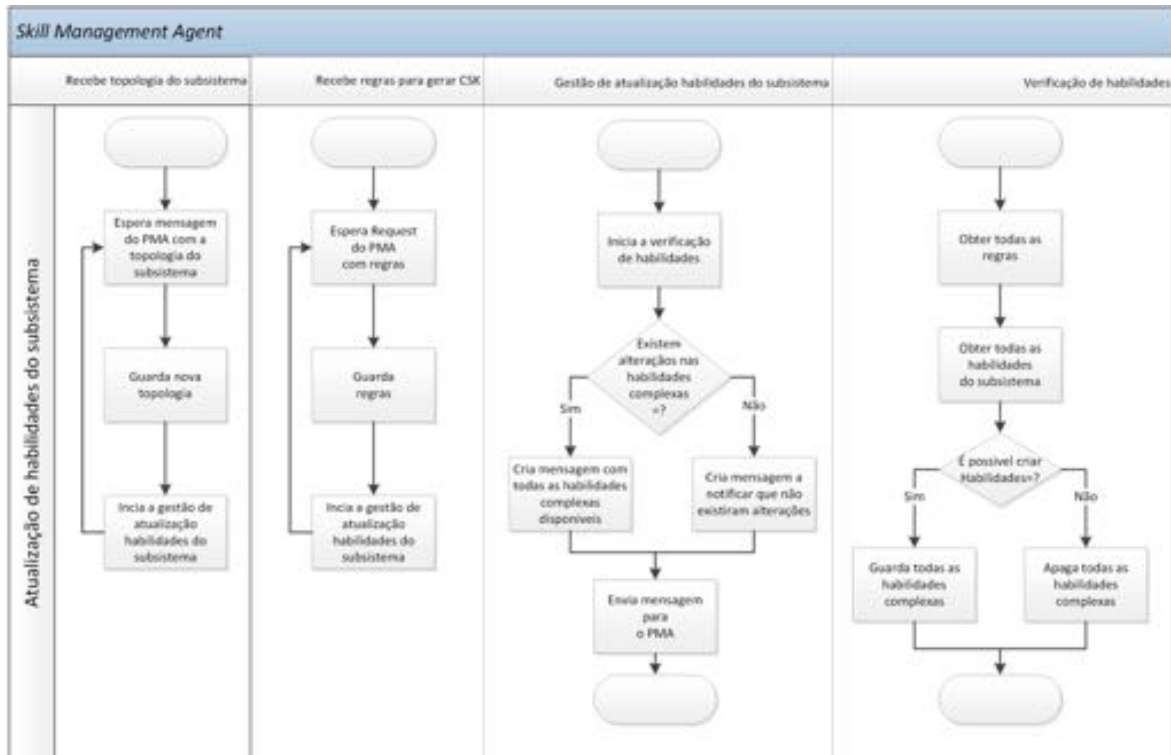 Skill Management Agent
Recebe topologia do subsistema
Recebe regras para gerar CSK
Gestão de atualização habilidades do subsistema
Verificação de habilidades
Atualização de habilidades do subsistema
Espera mensagem
do PMA com a
topologia do
subsistema
Guarda nova
topologia
Incia a gestão de
atualização
habilidades do
subsistema
Espera Request
do PMA
com regras
Guarda
regras
Incia a gestão de
atualização
habilidades do
subsistema
Inicia a verificação
de habilidades
Existem
alterações nas
habilidades
complexas
=?
Sim
Não
Cria mensagem com
todas as habilidades
complexas
disponíveis
Cria mensagem a
notificar que não
existiram alterações
Envia mensagem
para
o PMA
Obter todas as
regras
Obter todas as
habilidades
do subsistema
É possivel criar
Habilidades=?
Sim
Não
Guarda todas as
habilidades
complexas
Apaga todas as
habilidades
complexas